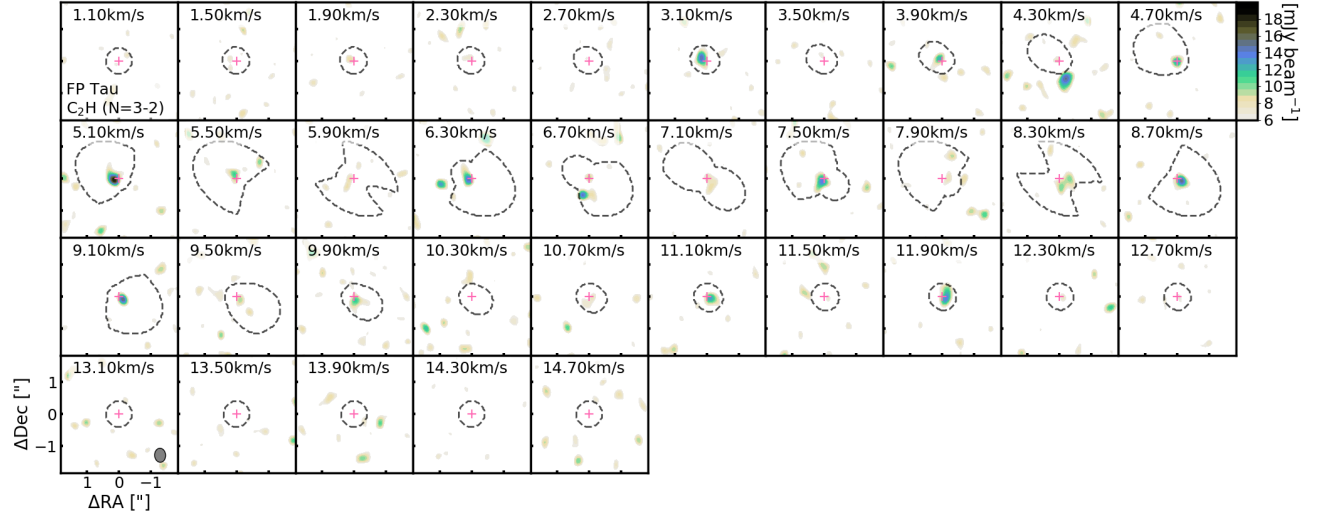 1.10km/s 1.50km/s 1.90km/s 2.30km/s 2.70km/s 3.10km/s 3.50km/s 3.90km/s 4.30km/s 4.70km/s
FP Tau
C₂H (N=3-2)
18
16
14
12
10
8
6
[mJy beam⁻¹]
5.10km/s 5.50km/s 5.90km/s 6.30km/s 6.70km/s 7.10km/s 7.50km/s 7.90km/s 8.30km/s 8.70km/s
9.10km/s 9.50km/s 9.90km/s 10.30km/s 10.70km/s 11.10km/s 11.50km/s 11.90km/s 12.30km/s 12.70km/s
13.10km/s 13.50km/s 13.90km/s 14.30km/s 14.70km/s
ΔDec ["]
1
0
−1
1 0 −1
ΔRA ["]